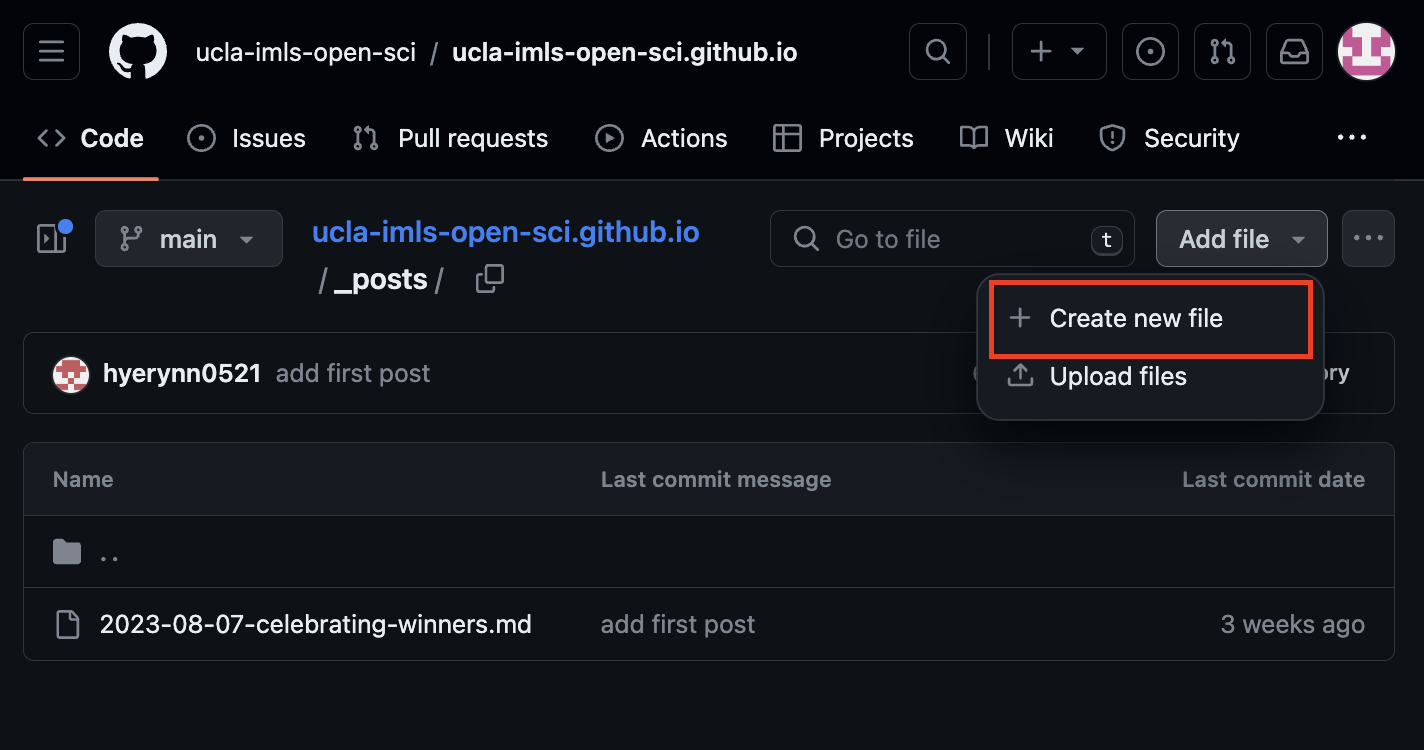 ucla-imls-open-sci / ucla-imls-open-sci.github.io
Code Issues Pull requests Actions Projects Wiki Security
main ucla-imls-open-sci.github.io Go to file t Add file
/ _posts /
Create new file
hyerynn0521 add first post
Upload files
Name Last commit message Last commit date
..
2023-08-07-celebrating-winners.md add first post 3 weeks ago